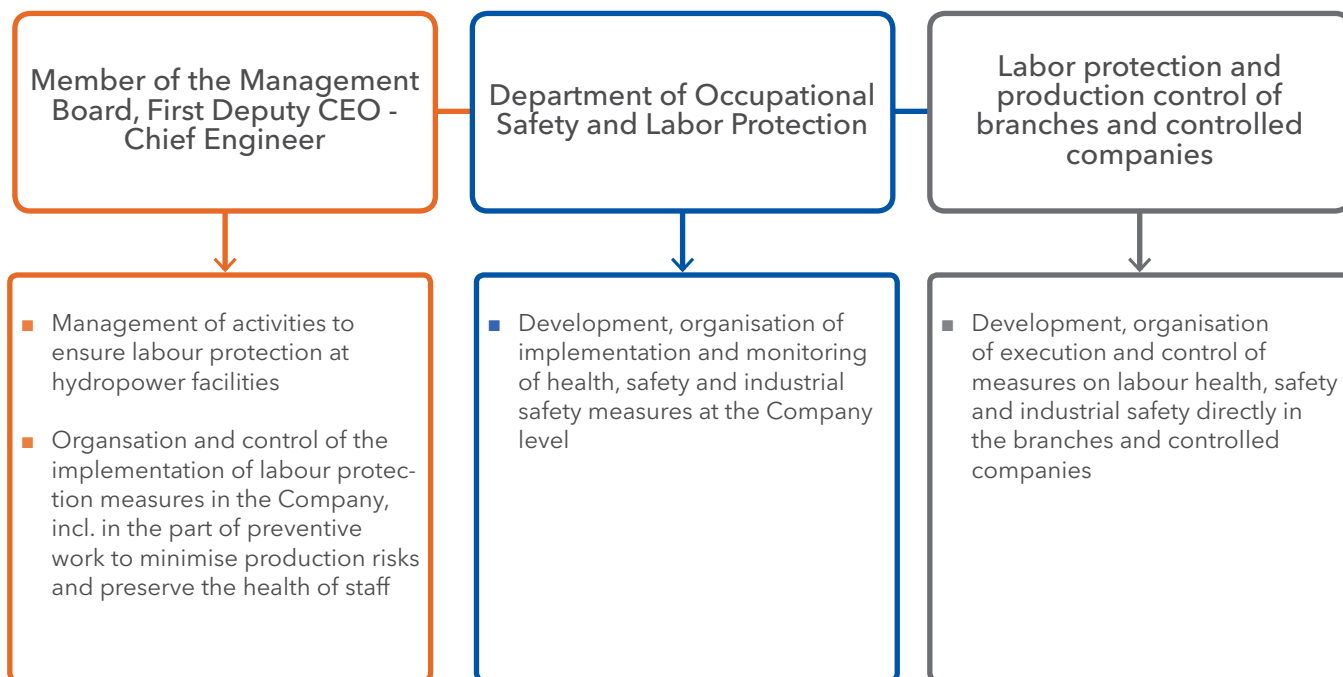 Member of the Management
Board, First Deputy CEO -
Chief Engineer
Department of Occupational
Safety and Labor Protection
Labor protection and
production control of
branches and controlled
companies
■ Management of activities to
ensure labour protection at
hydropower facilities
■ Organsation and control of the
implementation of labour protec-
tion measures in the Company,
incl. in the part of preventive
work to minimise production risks
and preserve the health of staff
■ Development, organisation of
implementation and monitoring
of health, safety and industrial
safety measures at the Company
level
■ Development, organisation
of execution and control of
measures on labour health, safety
and industrial safety directly in
the branches and controlled
companies